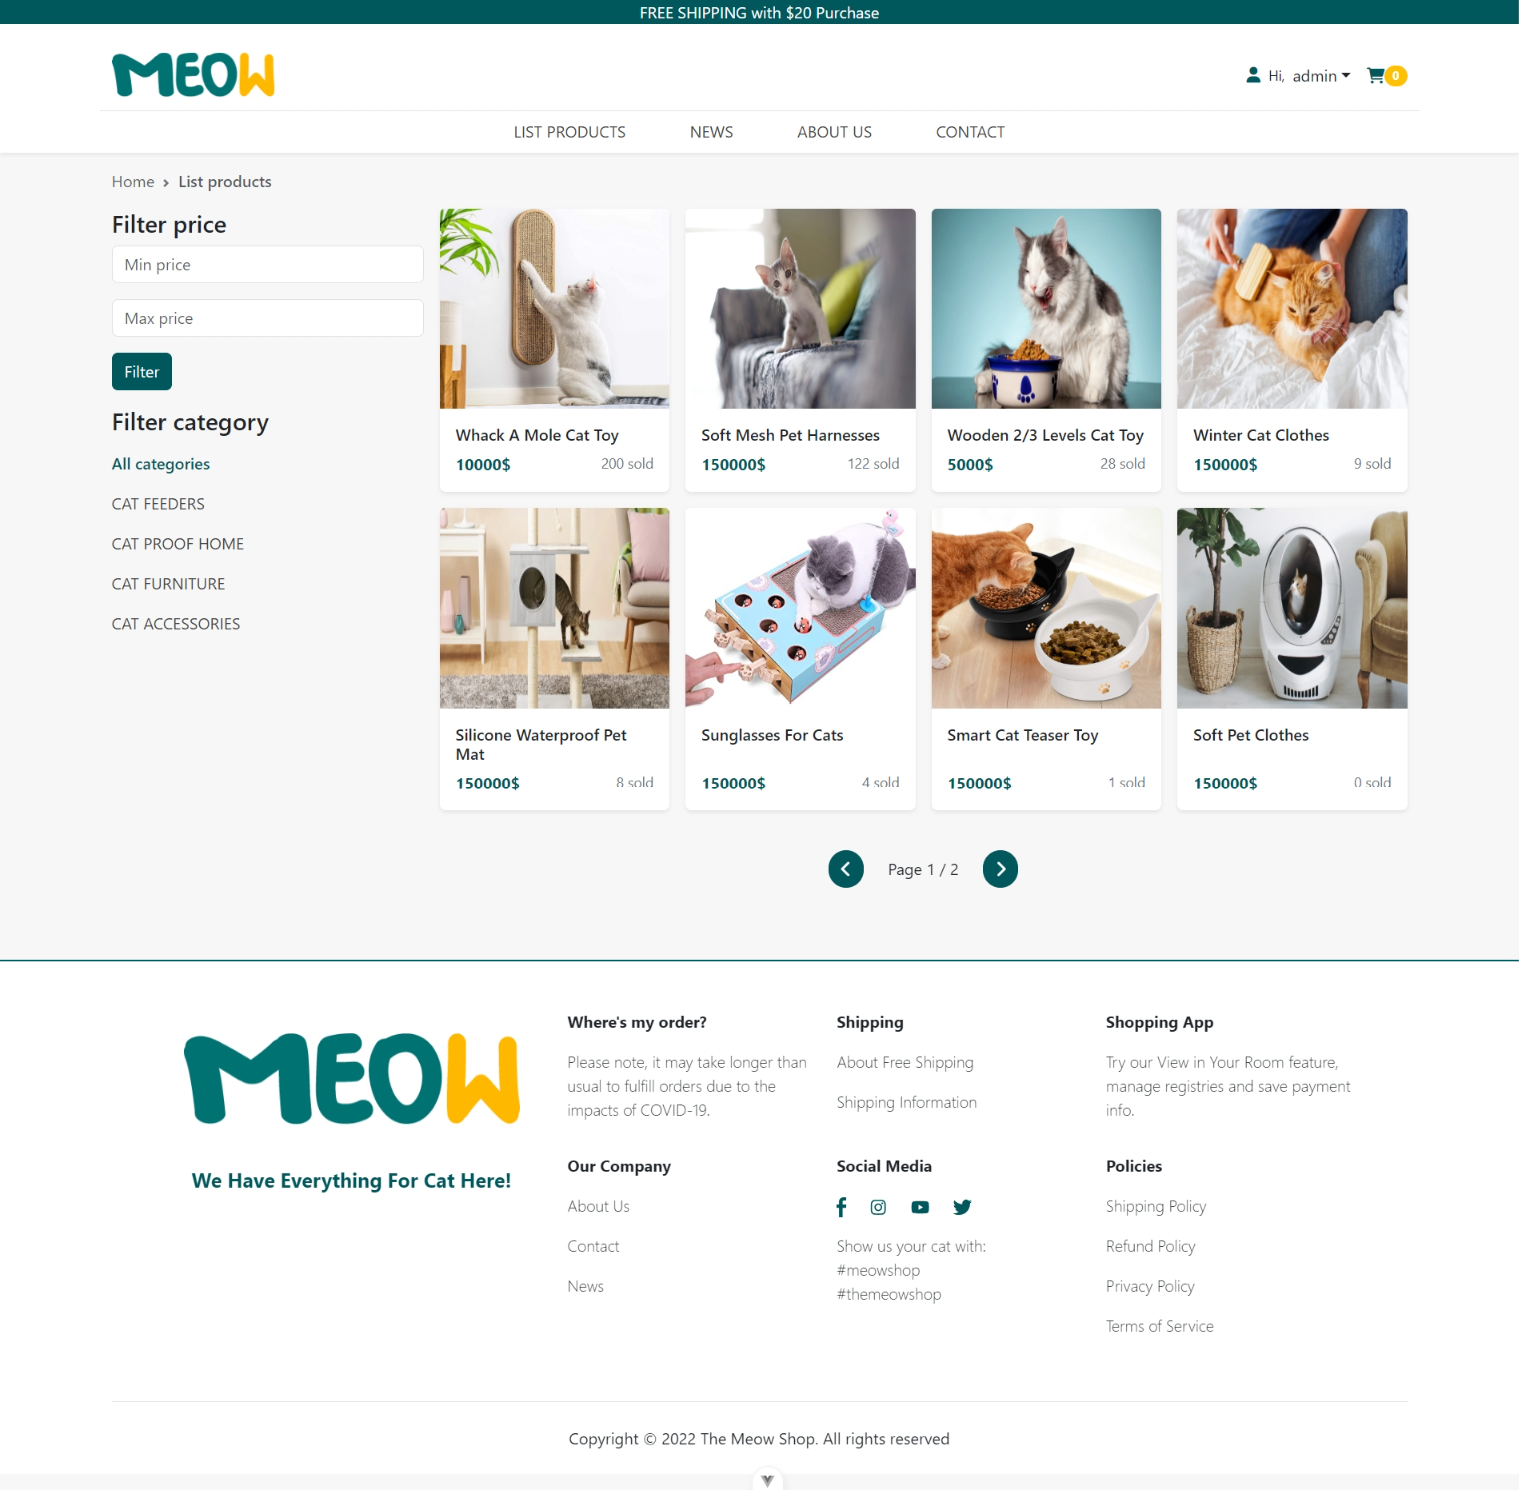 FREE SHIPPING with $20 Purchase
MEOW
Hi, admin
0
LIST PRODUCTS NEWS ABOUT US CONTACT
Home › List products
Filter price
Min price
Max price
Filter
Filter category
All categories
CAT FEEDERS
CAT PROOF HOME
CAT FURNITURE
CAT ACCESSORIES
Whack A Mole Cat Toy
10000$ 200 sold
Soft Mesh Pet Harnesses
150000$ 122 sold
Wooden 2/3 Levels Cat Toy
5000$ 28 sold
Winter Cat Clothes
150000$ 9 sold
Silicone Waterproof Pet
Mat
150000$ 8 sold
Sunglasses For Cats
150000$ 4 sold
Smart Cat Teaser Toy
150000$ 1 sold
Soft Pet Clothes
150000$ 0 sold
Page 1 / 2
MEOW
We Have Everything For Cat Here!
Where's my order?
Please note, it may take longer than
usual to fulfill orders due to the
impacts of COVID-19.
Shipping
About Free Shipping
Shipping Information
Shopping App
Try our View in Your Room feature,
manage registries and save payment
info.
Our Company
About Us
Contact
News
Social Media
Show us your cat with:
#meowshop
#themeowshop
Policies
Shipping Policy
Refund Policy
Privacy Policy
Terms of Service
Copyright © 2022 The Meow Shop. All rights reserved